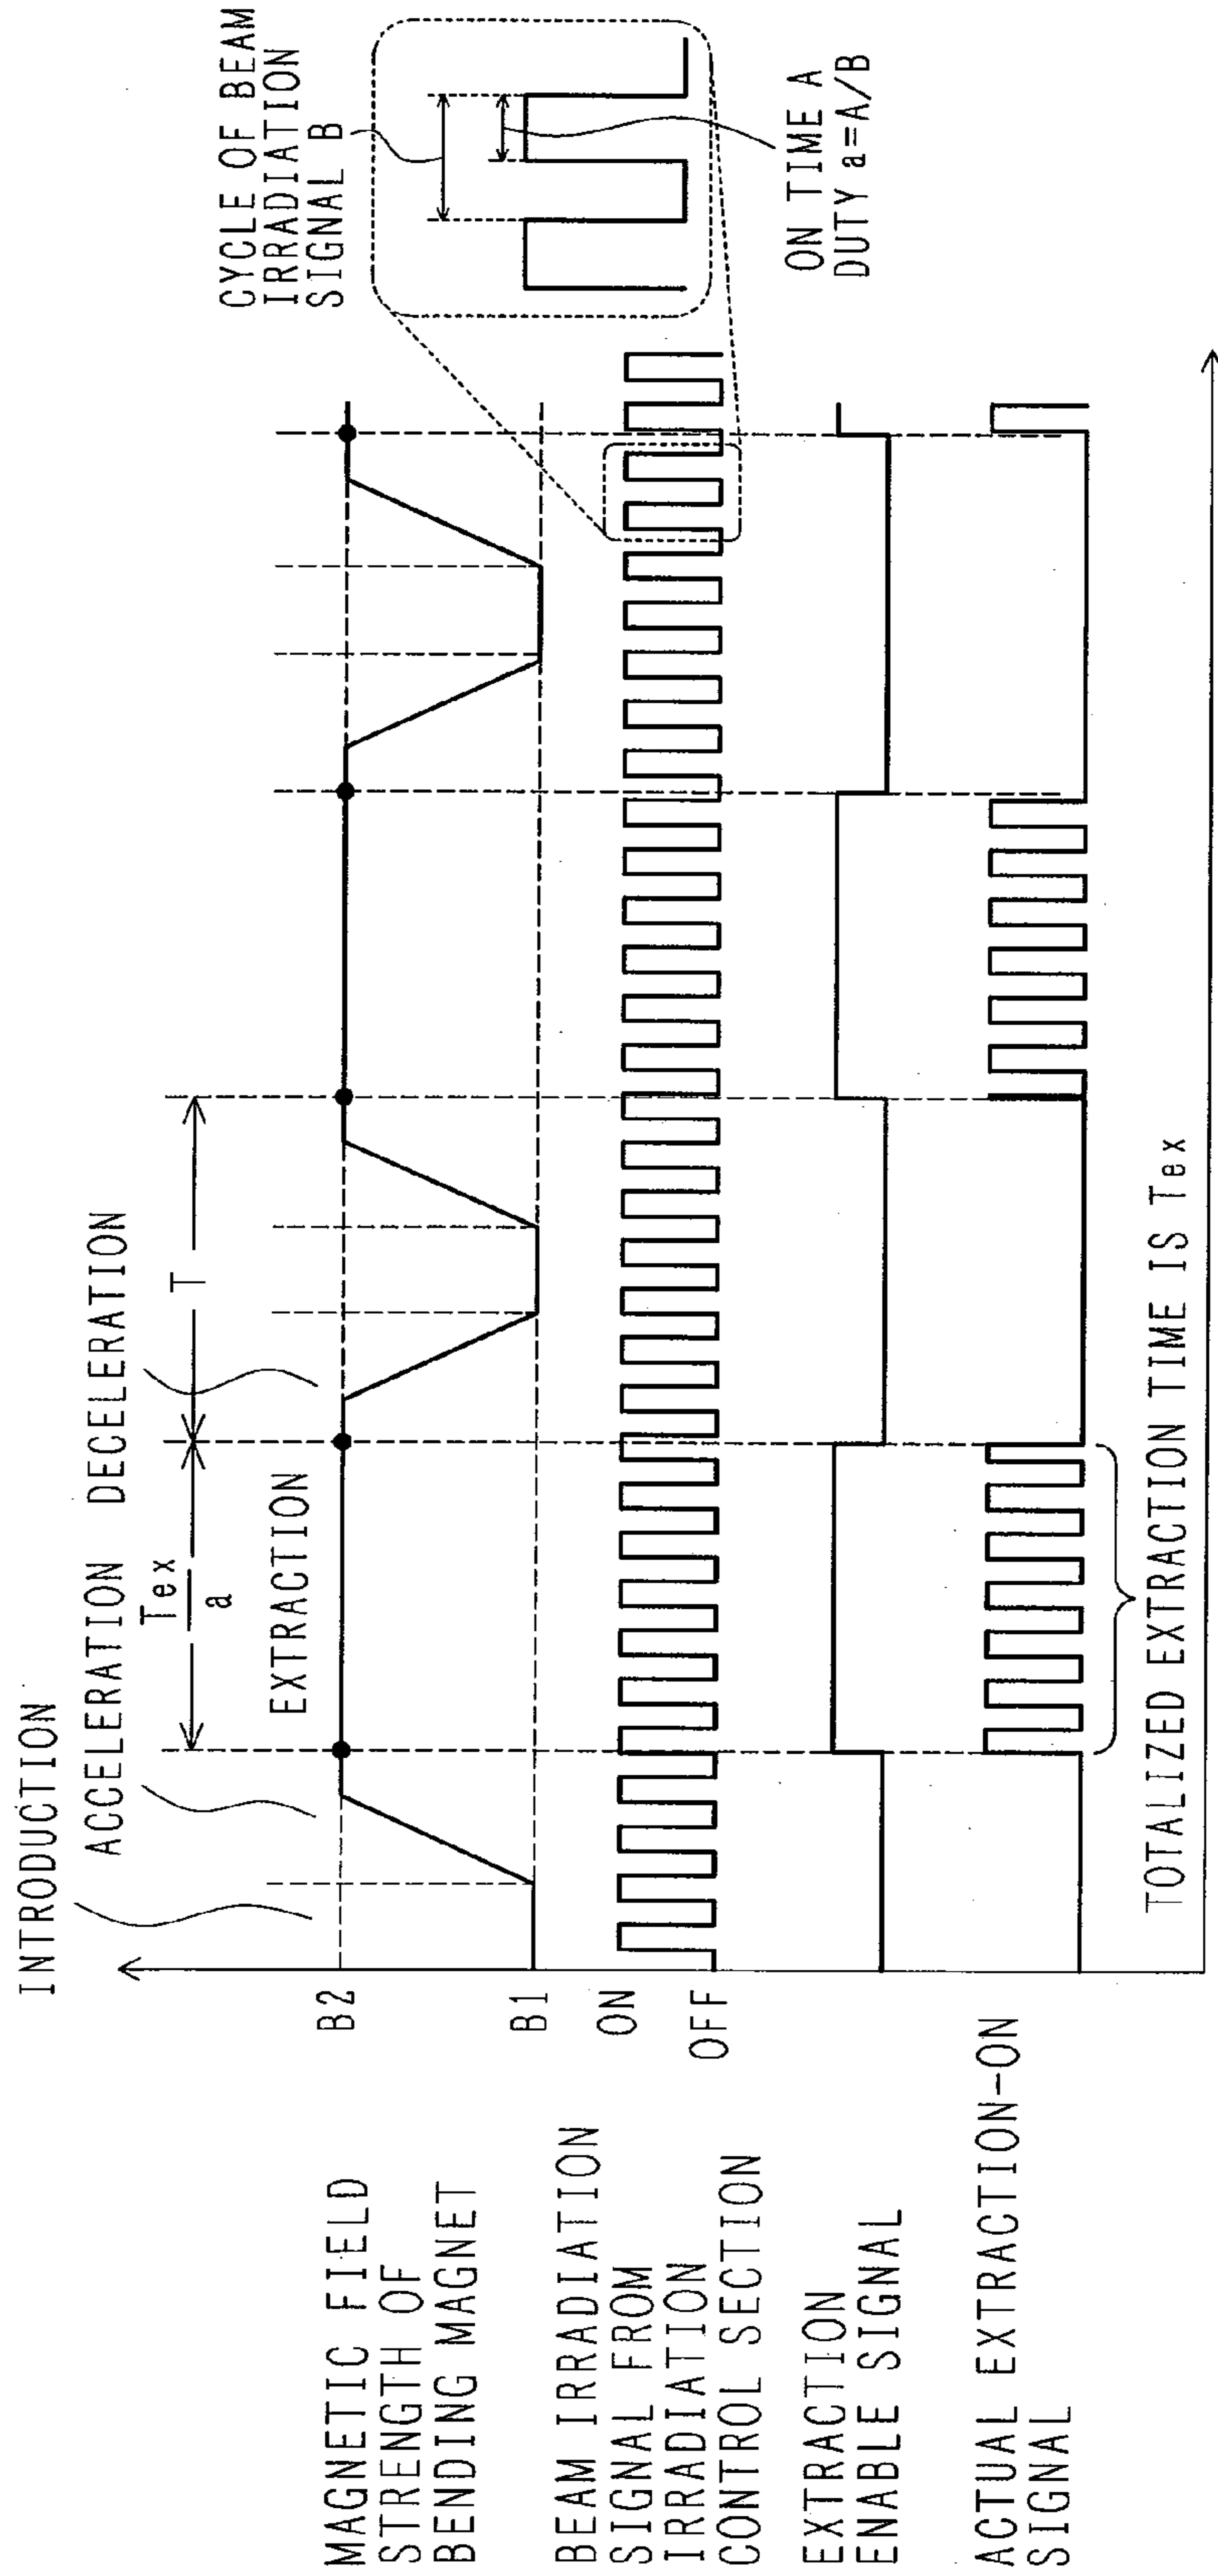 INTRODUCTION
ACCELERATION
DECELERATION
Tex
a
T
EXTRACTION
CYCLE OF BEAM
IRRADIATION
SIGNAL B
ON TIME A
DUTY a=A/B
MAGNETIC FIELD
STRENGTH OF
BENDING MAGNET
B2
B1
BEAM IRRADIATION
SIGNAL FROM
IRRADIATION
CONTROL SECTION
ON
OFF
EXTRACTION
ENABLE SIGNAL
ACTUAL EXTRACTION-ON
SIGNAL
TOTALIZED EXTRACTION TIME IS Tex